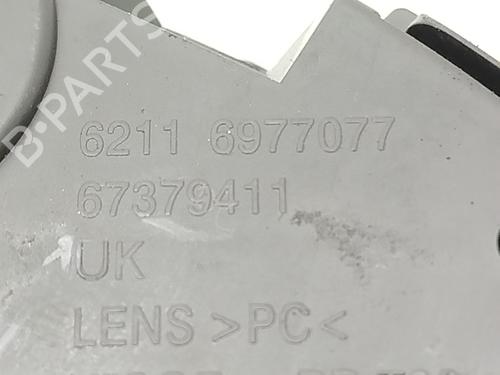 B-PARTS
6211 6977077
67379411
UK
LENS >PC<